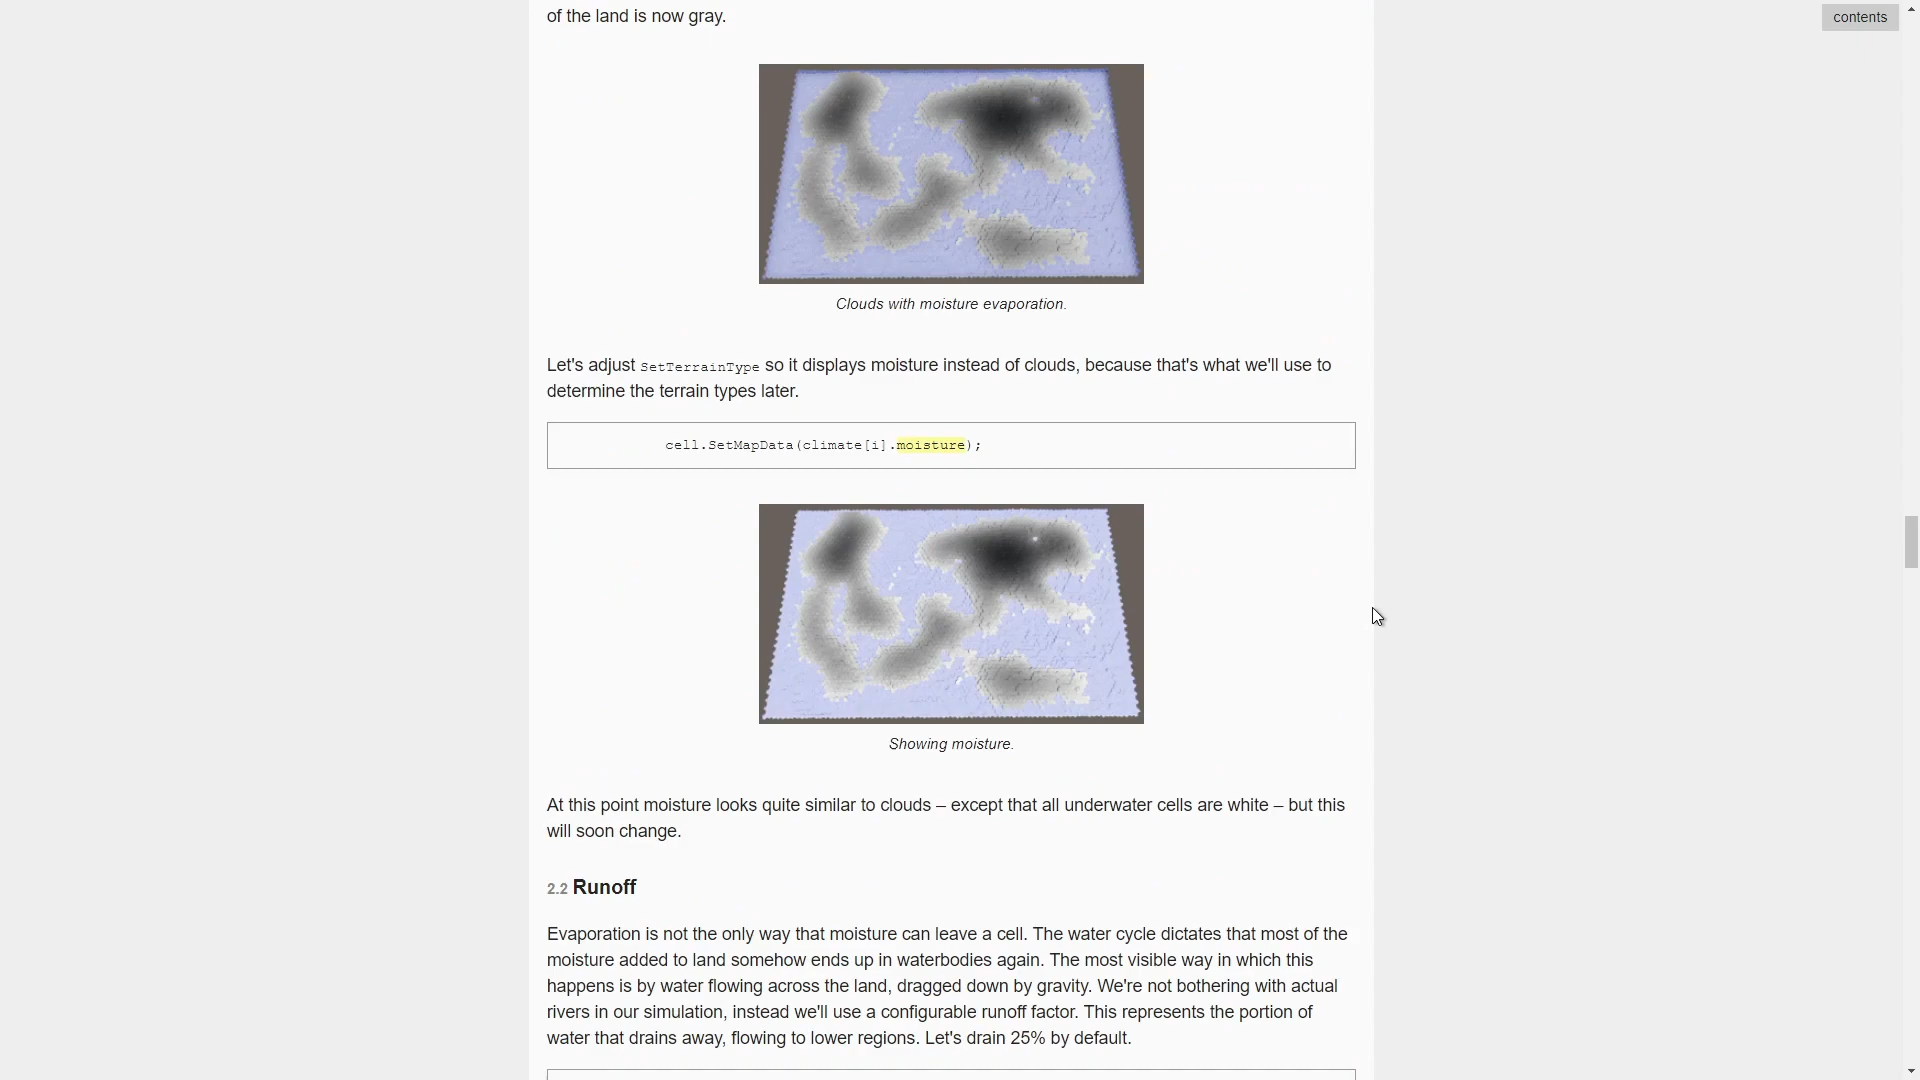 of the land is now gray.
contents
Clouds with moisture evaporation.
Let's adjust SetTerrainType so it displays moisture instead of clouds, because that's what we'll use to
determine the terrain types later.
cell.SetMapData(climate[i].moisture);
Showing moisture.
At this point moisture looks quite similar to clouds – except that all underwater cells are white – but this
will soon change.
2.2 Runoff
Evaporation is not the only way that moisture can leave a cell. The water cycle dictates that most of the
moisture added to land somehow ends up in waterbodies again. The most visible way in which this
happens is by water flowing across the land, dragged down by gravity. We're not bothering with actual
rivers in our simulation, instead we'll use a configurable runoff factor. This represents the portion of
water that drains away, flowing to lower regions. Let's drain 25% by default.